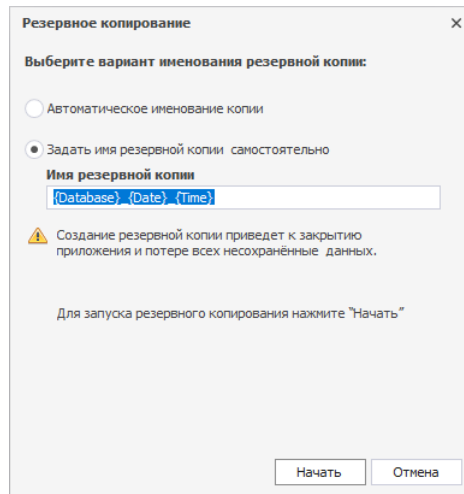 Резервное копирование
Выберите вариант именования резервной копии:
Автоматическое именование копии
Задать имя резервной копии самостоятельно
Имя резервной копии
{Database}_{Date}_{Time}
Создание резервной копии приведет к закрытию
приложения и потере всех несохранённые данных.
Для запуска резервного копирования нажмите "Начать"
Начать
Отмена